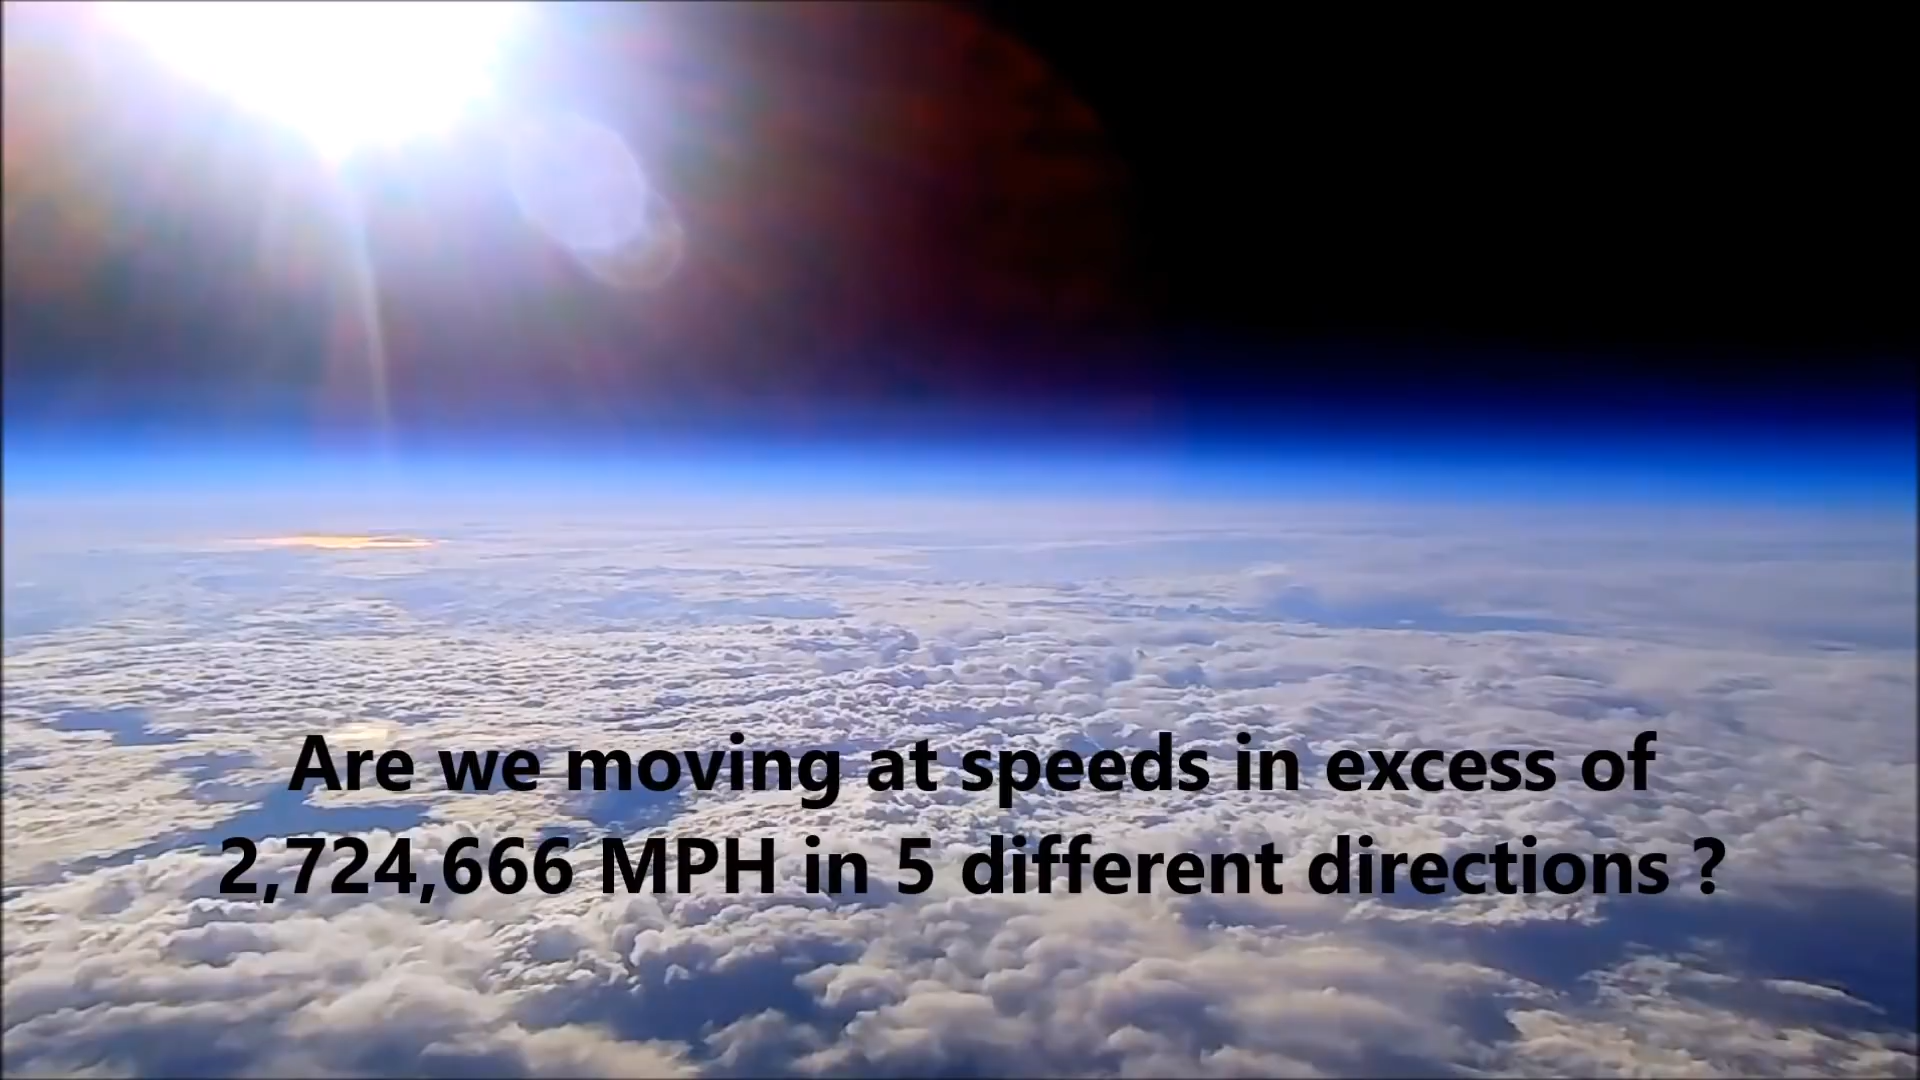 Are we moving at speeds in excess of
2,724,666 MPH in 5 different directions ?